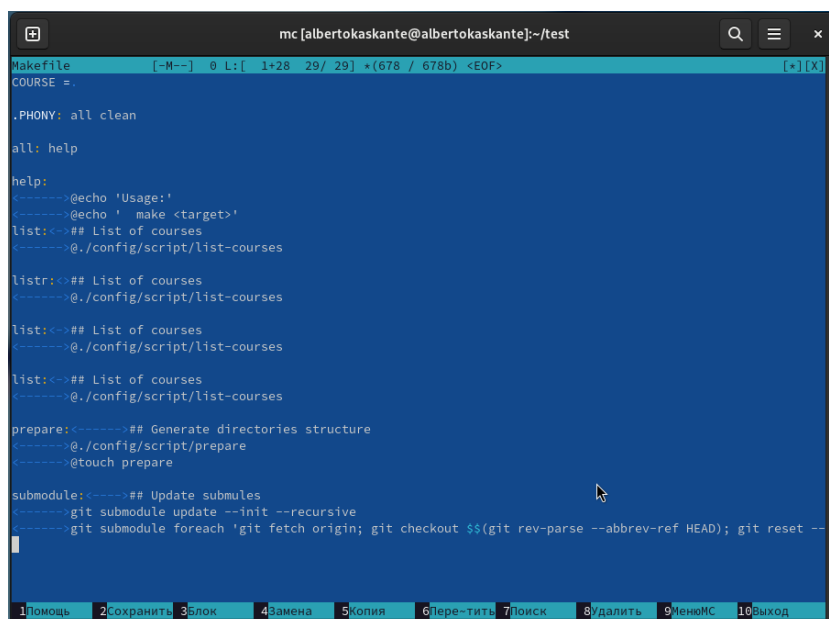 mc [albertokaskante@albertokaskante]:~/test
Makefile [-M--] 0 L:[ 1+28 29/ 29] *(678 / 678b) <EOF> [*][X]
COURSE =.
.PHONY: all clean
all: help
help:
<------>@echo 'Usage:'
<------>@echo '  make <target>'
list:<->## List of courses
<------>@./config/script/list-courses
listr:<>## List of courses
<------>@./config/script/list-courses
list:<->## List of courses
<------>@./config/script/list-courses
list:<->## List of courses
<------>@./config/script/list-courses
prepare:<------>## Generate directories structure
<------>@./config/script/prepare
<------>@touch prepare
submodule:<---->## Update submules
<------>git submodule update --init --recursive
<------>git submodule foreach 'git fetch origin; git checkout $$(git rev-parse --abbrev-ref HEAD); git reset --
1Помощь 2Сохранить 3Блок 4Замена 5Копия 6Пере~тить 7Поиск 8Удалить 9МенюMC 10Выход